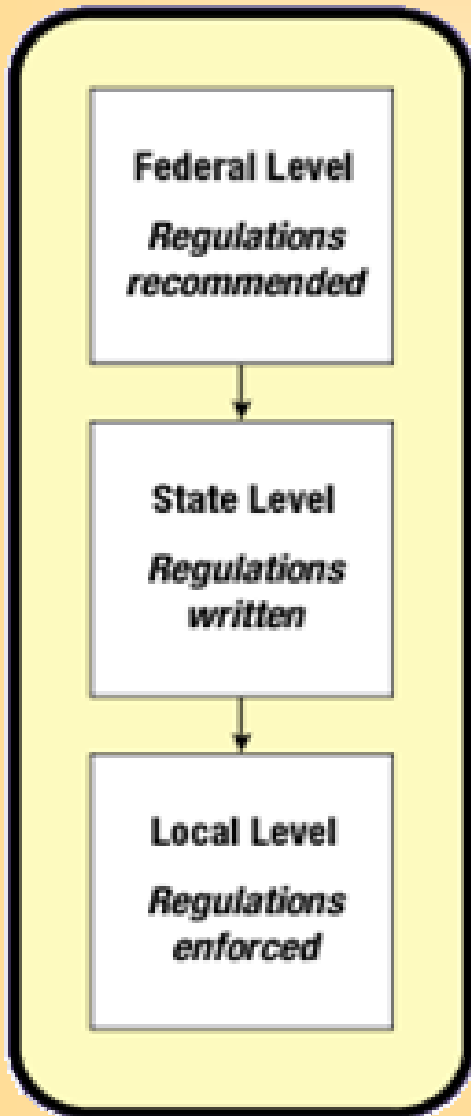 Federal Level
Regulations
recommended
State Level
Regulations
written
Local Level
Regulations
enforced